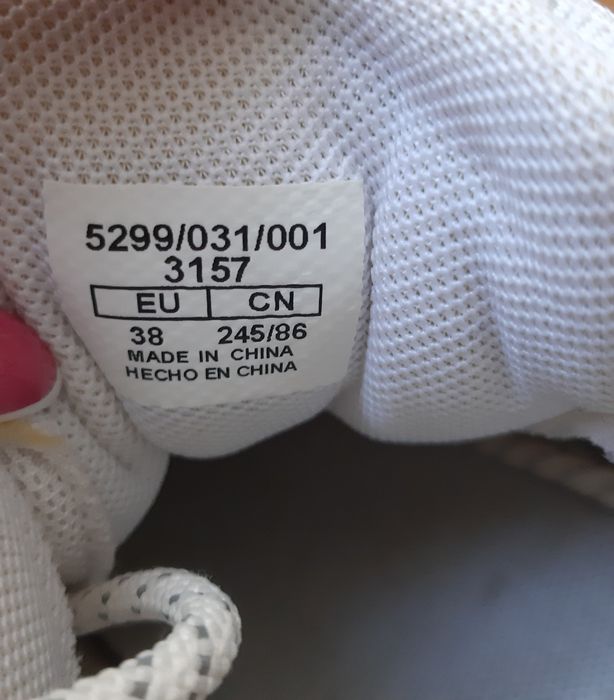 5299/031/001
3157
EU CN
38 245/86
MADE IN CHINA
HECHO EN CHINA